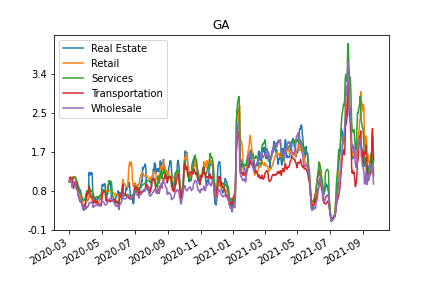 GA
Real Estate
Retail
Services
Transportation
Wholesale
3.4
2.5
1.7
0.8
-0.1
2020-03
2020-05
2020-07
2020-09
2020-11
2021-01
2021-03
2021-05
2021-07
2021-09